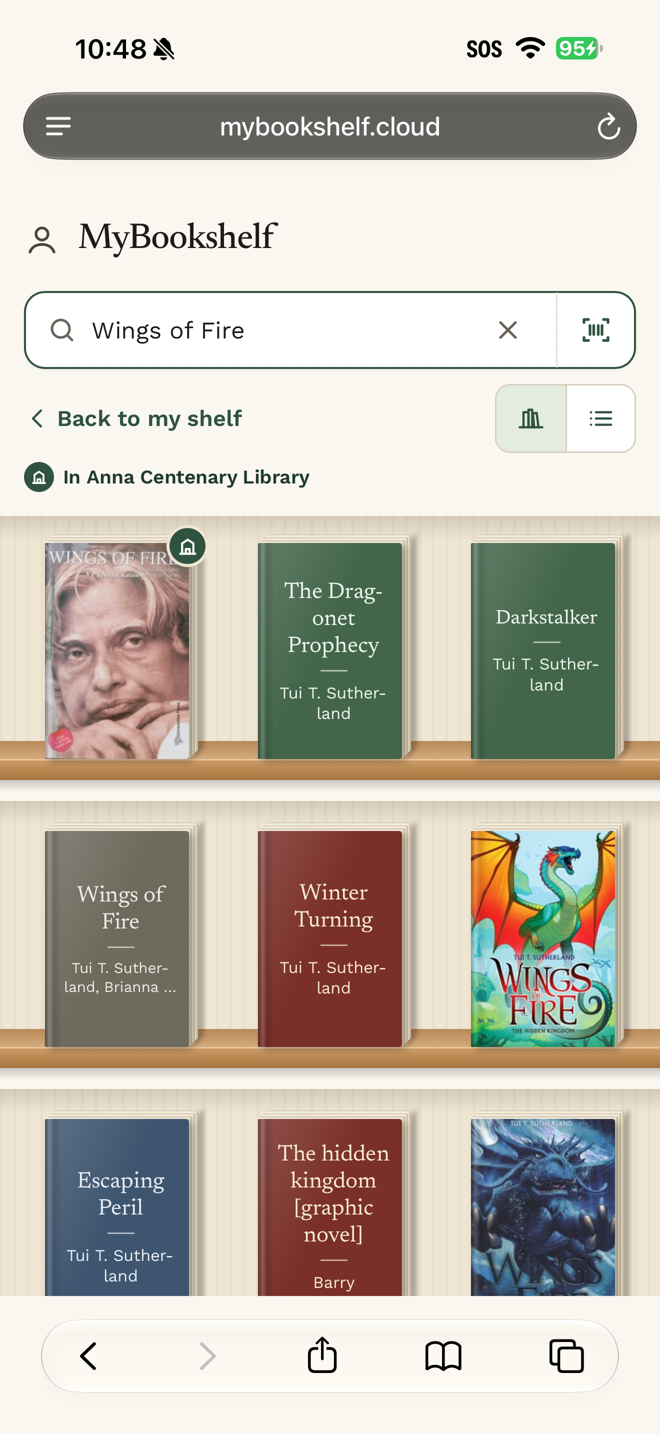 10:48
SOS
95
mybookshelf.cloud
MyBookshelf
Wings of Fire
Back to my shelf
In Anna Centenary Library
WINGS OF FIRE
The Drag-
onet
Prophecy
Tui T. Suther-
land
Darkstalker
Tui T. Suther-
land
Wings of
Fire
Tui T. Suther-
land, Brianna ...
Winter
Turning
Tui T. Suther-
land
TUI T. SUTHERLAND
WINGS
OF
FIRE
THE HIDDEN KINGDOM
Escaping
Peril
Tui T. Suther-
land
The hidden
kingdom
[graphic
novel]
Barry
TUI T. SUTHERLAND
WINGS